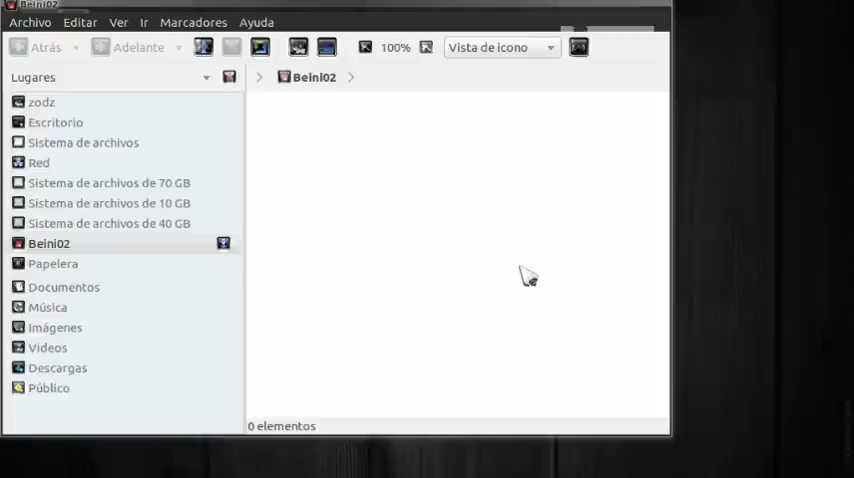 Beini02
Archivo Editar Ver Ir Marcadores Ayuda
Atrás Adelante 100% Vista de icono
Lugares Beini02
zodz
Escritorio
Sistema de archivos
Red
Sistema de archivos de 70 GB
Sistema de archivos de 10 GB
Sistema de archivos de 40 GB
Beini02
Papelera
Documentos
Música
Imágenes
Videos
Descargas
Público
0 elementos